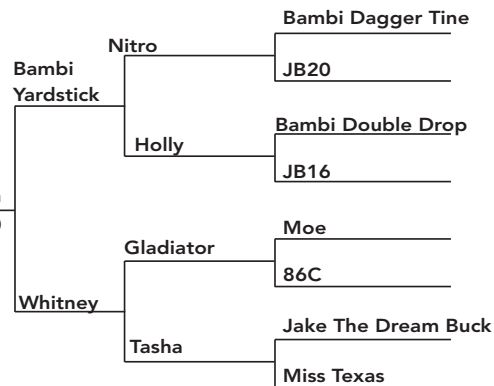 Bambi Dagger Tine
Nitro
JB20
Bambi
Yardstick
Bambi Double Drop
Holly
JB16
Moe
Gladiator
86C
Whitney
Jake The Dream Buck
Tasha
Miss Texas